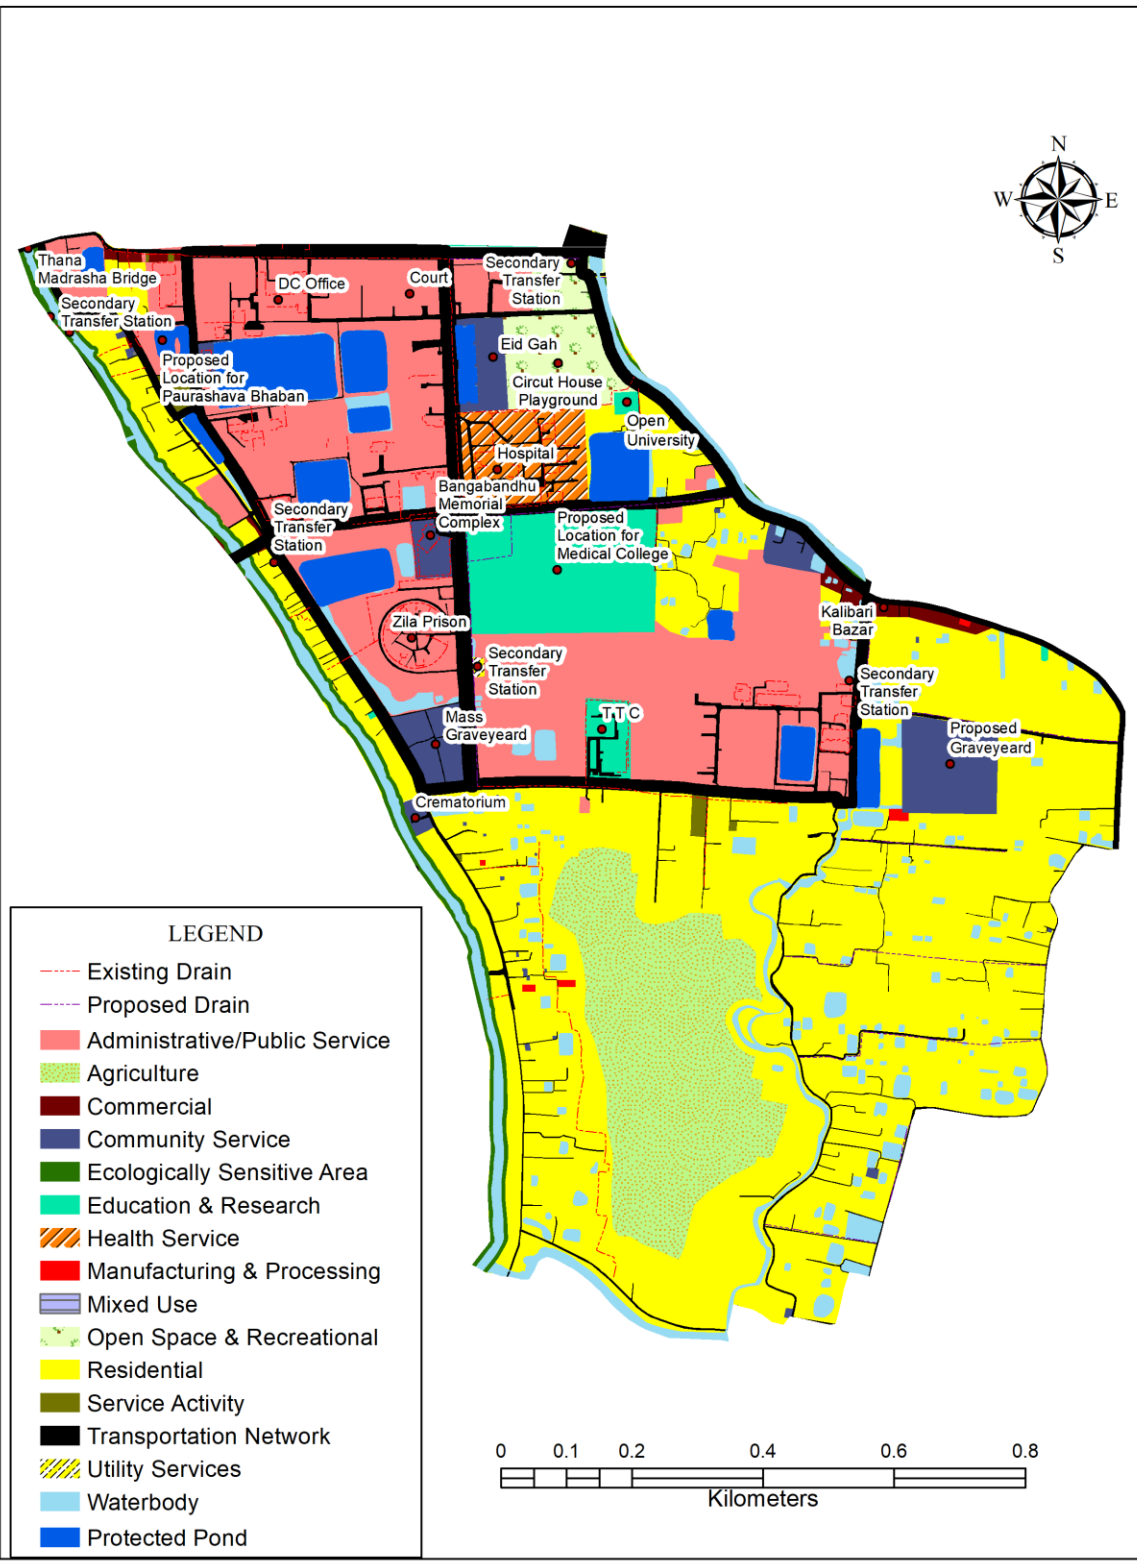 N
W
E
S
Thana
Madrasha Bridge
Secondary
Transfer Station
Proposed
Location for
Paurashava Bhaban
DC Office
Court
Secondary
Transfer
Station
Eid Gah
Circut House
Playground
Open
University
Hospital
Bangabandhu
Memorial
Complex
Secondary
Transfer
Station
Proposed
Location for
Medical College
Zila Prison
Kalibari
Bazar
Secondary
Transfer
Station
Secondary
Transfer
Station
Mass
Graveyeard
T T C
Proposed
Graveyeard
Crematorium
LEGEND
Existing Drain
Proposed Drain
Administrative/Public Service
Agriculture
Commercial
Community Service
Ecologically Sensitive Area
Education & Research
Health Service
Manufacturing & Processing
Mixed Use
Open Space & Recreational
Residential
Service Activity
Transportation Network
Utility Services
Waterbody
Protected Pond
0 0.1 0.2 0.4 0.6 0.8
Kilometers